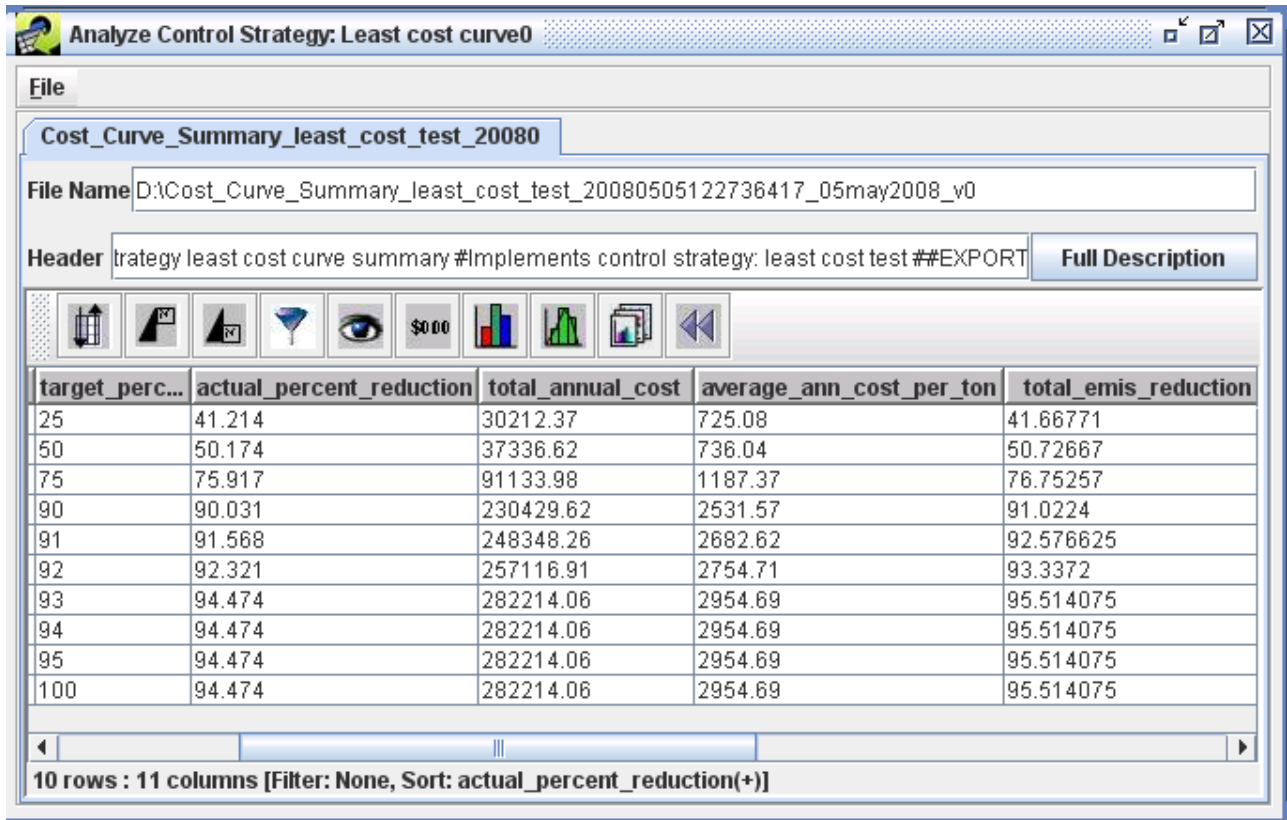 Analyze Control Strategy: Least cost curve0
File
Cost_Curve_Summary_least_cost_test_20080
File Name D:\Cost_Curve_Summary_least_cost_test_20080505122736417_05may2008_v0
Header trategy least cost curve summary #Implements control strategy: least cost test ##EXPORT Full Description
$000
target_perc... actual_percent_reduction total_annual_cost average_ann_cost_per_ton total_emis_reduction
25 41.214 30212.37 725.08 41.66771
50 50.174 37336.62 736.04 50.72667
75 75.917 91133.98 1187.37 76.75257
90 90.031 230429.62 2531.57 91.0224
91 91.568 248348.26 2682.62 92.576625
92 92.321 257116.91 2754.71 93.3372
93 94.474 282214.06 2954.69 95.514075
94 94.474 282214.06 2954.69 95.514075
95 94.474 282214.06 2954.69 95.514075
100 94.474 282214.06 2954.69 95.514075
10 rows : 11 columns [Filter: None, Sort: actual_percent_reduction(+)]